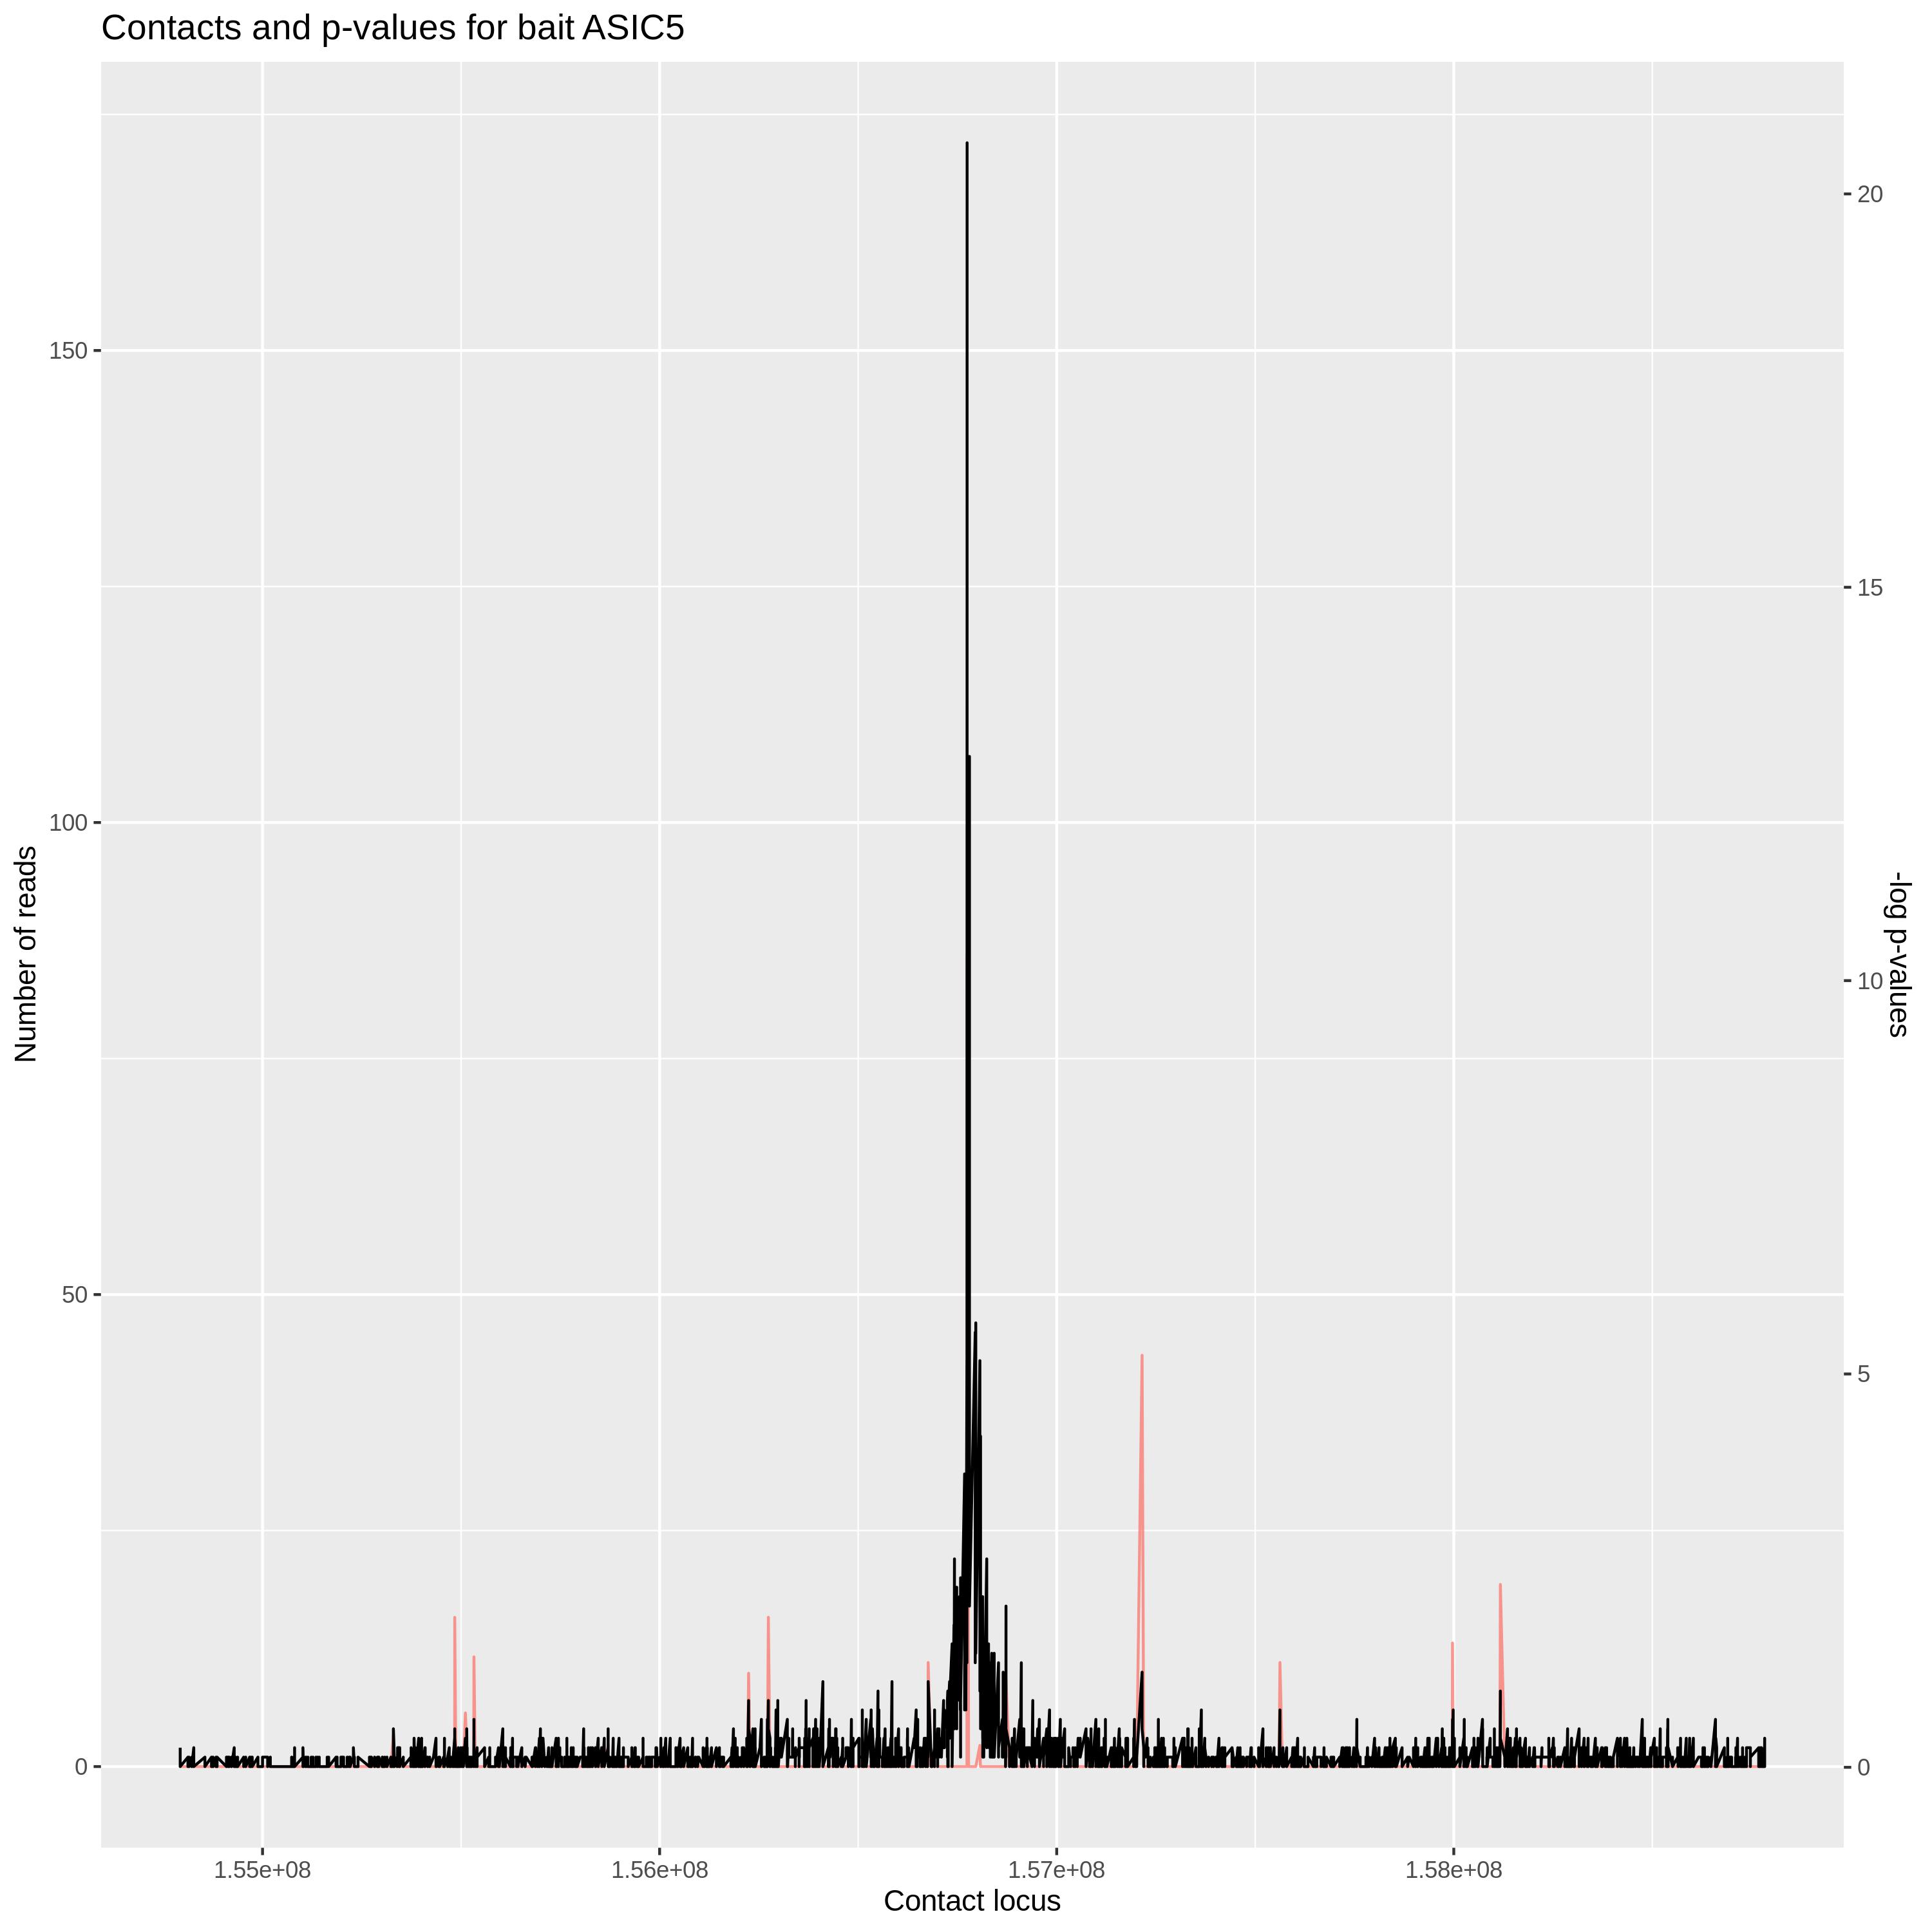 Contacts and p-values for bait ASIC5
Number of reads
150
100
50
0
20
15
10
5
0
-log p-values
1.55e+08 1.56e+08 1.57e+08 1.58e+08
Contact locus